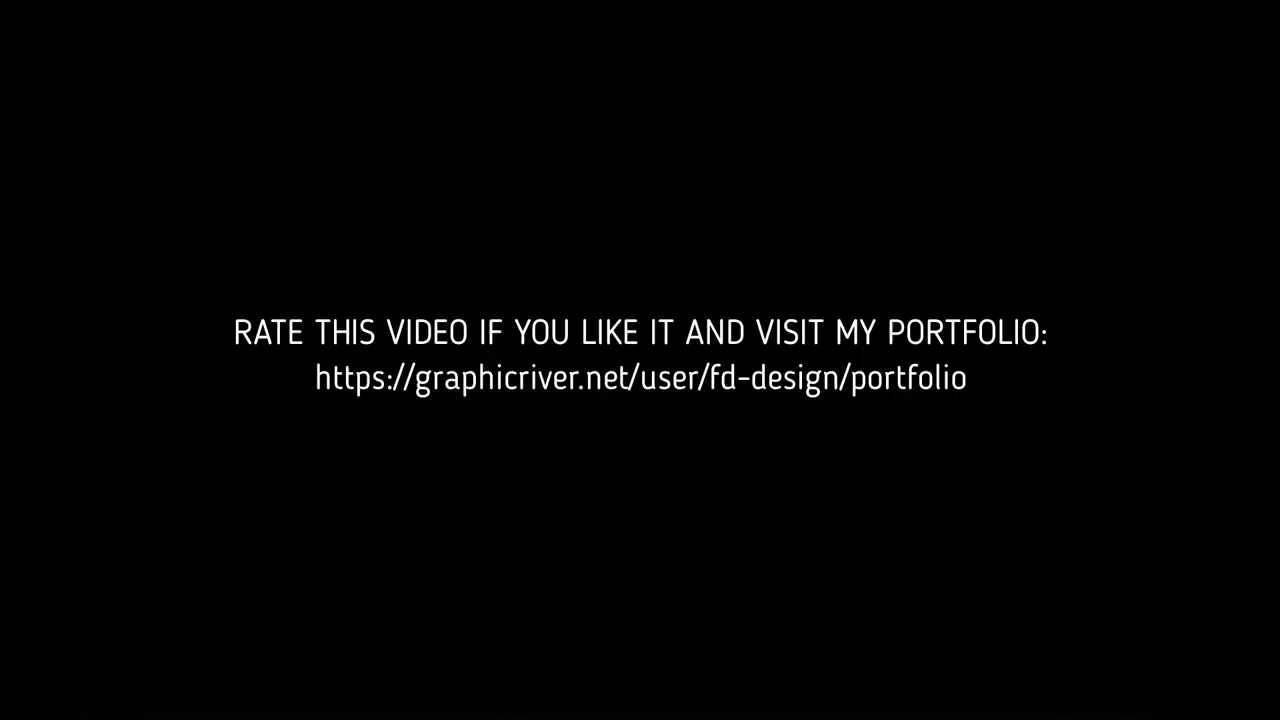 RATE THIS VIDEO IF YOU LIKE IT AND VISIT MY PORTFOLIO:
https://graphicriver.net/user/fd-design/portfolio